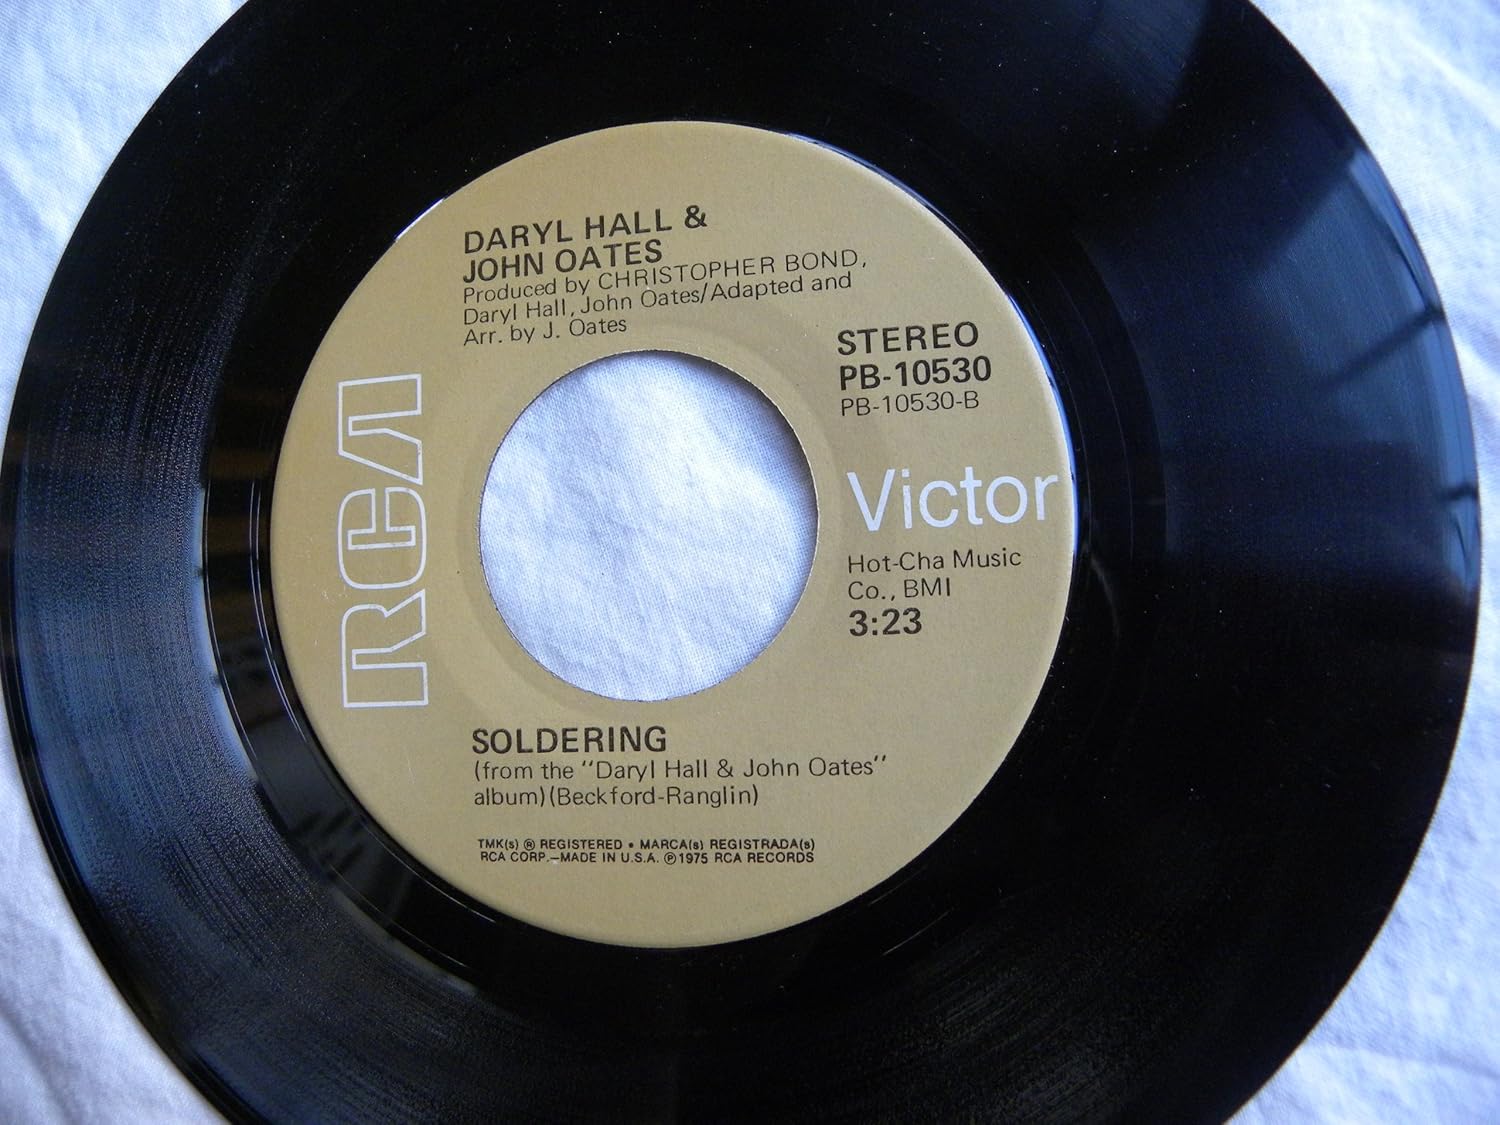 DARYL HALL &
JOHN OATES
Produced by CHRISTOPHER BOND,
Daryl Hall, John Oates/Adapted and
Arr. by J. Oates
STEREO
PB-10530
PB-10530-B
RCA
Victor
Hot-Cha Music
Co., BMI
3:23
SOLDERING
(from the "Daryl Hall & John Oates"
album)(Beckford-Ranglin)
TMK(s) ® REGISTERED • MARCA(s) REGISTRADA(s)
RCA CORP.—MADE IN U.S.A. ℗1975 RCA RECORDS